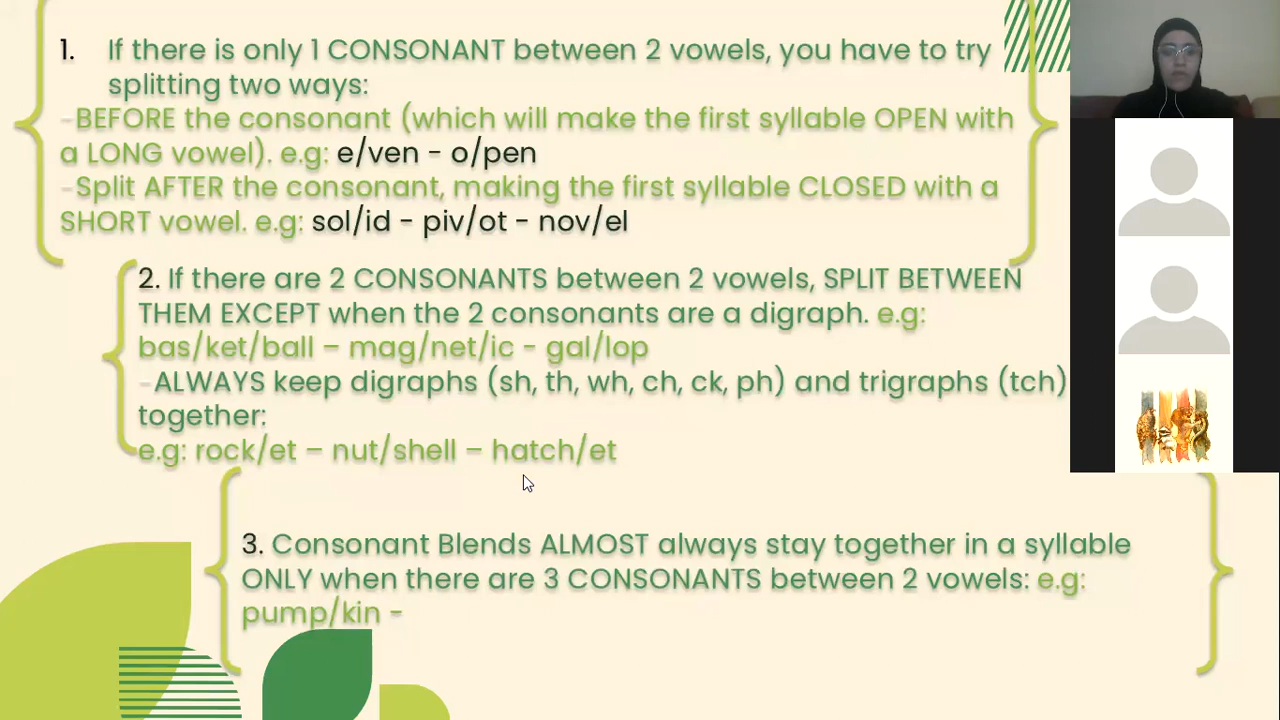 1. If there is only 1 CONSONANT between 2 vowels, you have to try
splitting two ways:
-BEFORE the consonant (which will make the first syllable OPEN with
a LONG vowel). e.g: e/ven - o/pen
-Split AFTER the consonant, making the first syllable CLOSED with a
SHORT vowel. e.g: sol/id - piv/ot - nov/el
2. If there are 2 CONSONANTS between 2 vowels, SPLIT BETWEEN
THEM EXCEPT when the 2 consonants are a digraph. e.g:
bas/ket/ball – mag/net/ic - gal/lop
-ALWAYS keep digraphs (sh, th, wh, ch, ck, ph) and trigraphs (tch)
together:
e.g: rock/et – nut/shell – hatch/et
3. Consonant Blends ALMOST always stay together in a syllable
ONLY when there are 3 CONSONANTS between 2 vowels: e.g:
pump/kin -